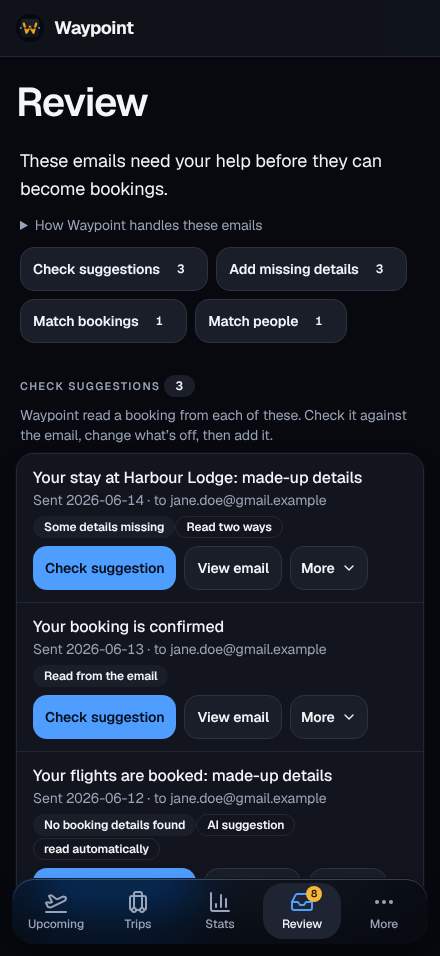 Waypoint
Review
These emails need your help before they can
become bookings.
▶ How Waypoint handles these emails
Check suggestions 3
Add missing details 3
Match bookings 1
Match people 1
CHECK SUGGESTIONS 3
Waypoint read a booking from each of these. Check it against
the email, change what's off, then add it.
Your stay at Harbour Lodge: made-up details
Sent 2026-06-14 · to jane.doe@gmail.example
Some details missing
Read two ways
Check suggestion
View email
More
Your booking is confirmed
Sent 2026-06-13 · to jane.doe@gmail.example
Read from the email
Check suggestion
View email
More
Your flights are booked: made-up details
Sent 2026-06-12 · to jane.doe@gmail.example
No booking details found
AI suggestion
read automatically
Upcoming
Trips
Stats
8
Review
More